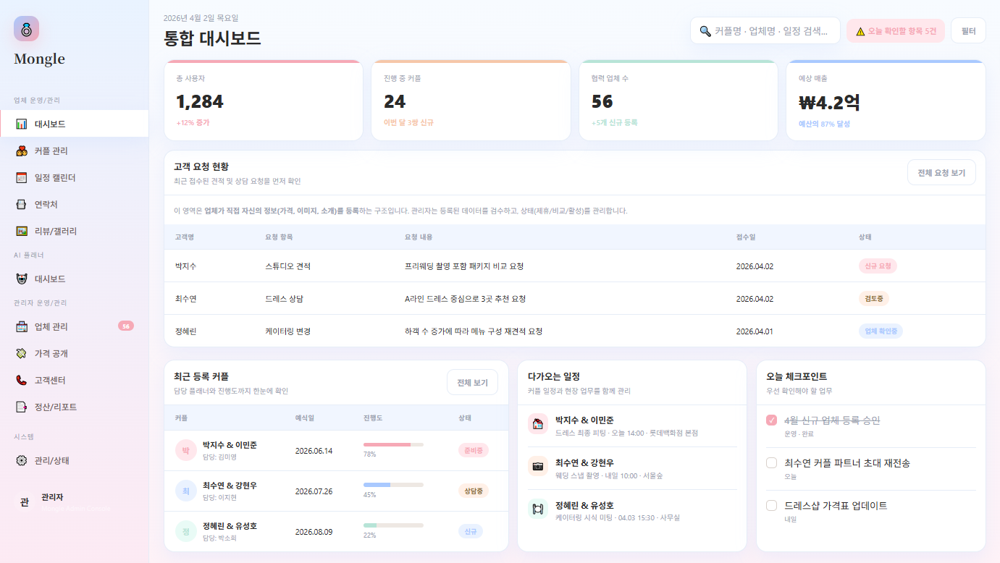 Mongle
업체 운영/관리
대시보드
커플 관리
일정 캘린더
연락처
리뷰/갤러리
AI 플래너
대시보드
관리자 운영/관리
업체 관리 56
가격 공개
고객센터
정산/리포트
시스템
관리/상태
관 관리자
2026년 4월 2일 목요일
통합 대시보드
커플명 · 업체명 · 일정 검색...
오늘 확인할 항목 5건
필터
총 사용자
1,284
+12% 증가
진행 중 커플
24
이번 달 3쌍 신규
협력 업체 수
56
+5개 신규 등록
예상 매출
₩4.2억
예산의 87% 달성
고객 요청 현황
최근 접수된 견적 및 상담 요청을 먼저 확인
전체 요청 보기
이 영역은 업체가 직접 자신의 정보(가격, 이미지, 소개)를 등록하는 구조입니다. 관리자는 등록된 데이터를 검수하고, 상태(제휴/비교/활성)를 관리합니다.
고객명 요청 항목 요청 내용 접수일 상태
박지수 스튜디오 견적 프리웨딩 촬영 포함 패키지 비교 요청 2026.04.02 신규 요청
최수연 드레스 상담 A라인 드레스 중심으로 3곳 추천 요청 2026.04.02 검토중
정혜린 케이터링 변경 하객 수 증가에 따라 메뉴 구성 재견적 요청 2026.04.01 업체 확인중
최근 등록 커플
담당 플래너와 진행도까지 한눈에 확인
전체 보기
커플 예식일 진행도 상태
박 박지수 & 이민준
담당: 김미영
2026.06.14
78%
준비중
최 최수연 & 강현우
담당: 이지현
2026.07.26
45%
상담중
정 정혜린 & 유성호
담당: 박소희
2026.08.09
22%
신규
다가오는 일정
커플 일정과 현장 업무를 함께 관리
박지수 & 이민준
드레스 최종 피팅 · 오늘 14:00 · 롯데백화점 본점
최수연 & 강현우
웨딩 스냅 촬영 · 내일 10:00 · 서울숲
정혜린 & 유성호
케이터링 시식 미팅 · 04.03 15:30 · 사무실
오늘 체크포인트
우선 확인해야 할 업무
4월 신규 업체 등록 승인
운영 · 완료
최수연 커플 파트너 초대 재전송
오늘
드레스샵 가격표 업데이트
내일